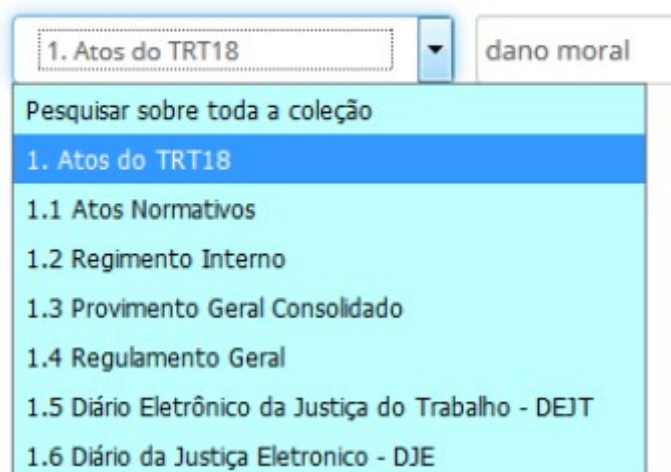 1. Atos do TRT18 dano moral
Pesquisar sobre toda a coleção
1. Atos do TRT18
1.1 Atos Normativos
1.2 Regimento Interno
1.3 Provimento Geral Consolidado
1.4 Regulamento Geral
1.5 Diário Eletrônico da Justiça do Trabalho - DEJT
1.6 Diário da Justiça Eletronico - DJE